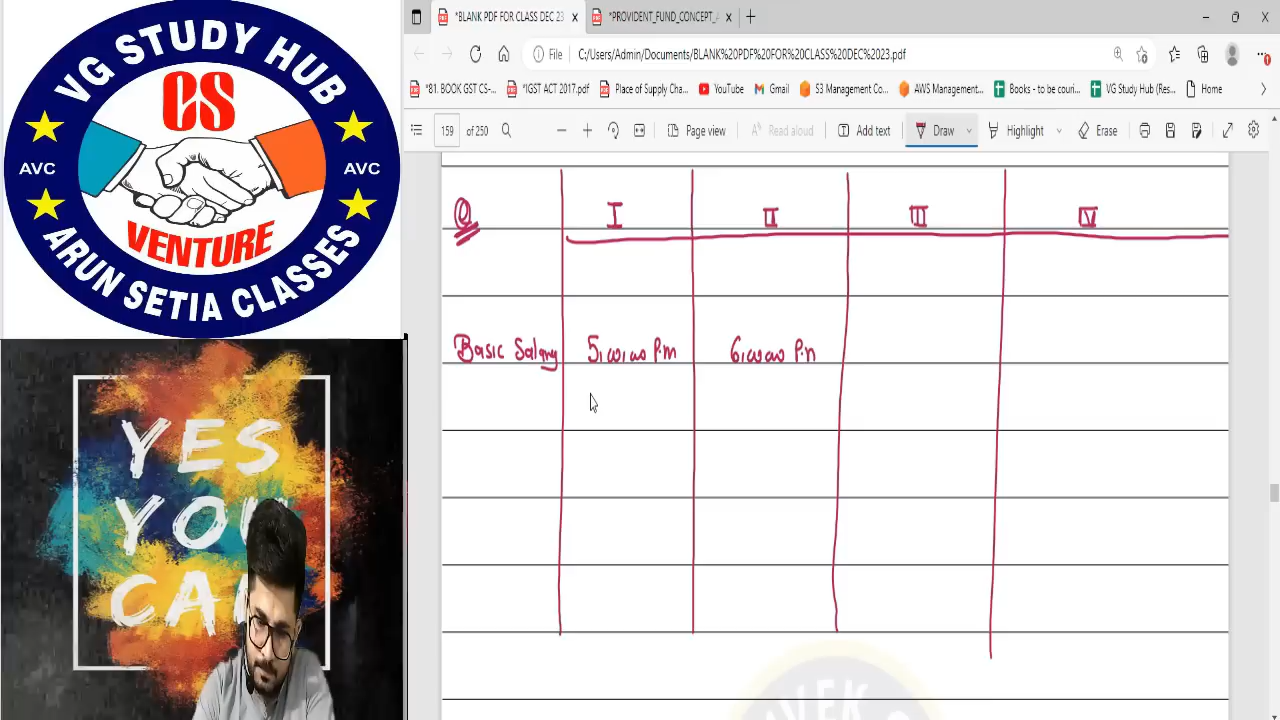 VG STUDY HUB
CS
AVC
AVC
VENTURE
ARUN SETIA CLASSES
YES
YOU
CA
*BLANK PDF FOR CLASS DEC 23
*PROVIDENT_FUND_CONCEPT_
File
C:/Users/Admin/Documents/BLANK%20PDF%20FOR%20CLASS%20DEC%202023.pdf
*81. BOOK GST CS-...
*IGST ACT 2017.pdf
Place of Supply Cha...
YouTube
Gmail
S3 Management Co...
AWS Management...
Books - to be couri...
VG Study Hub (Res...
Home
159 of 250
Page view
Read aloud
Add text
Draw
Highlight
Erase
Q I II III IV
Basic Salary 5,00,000 P.m 6,00,000 P.m